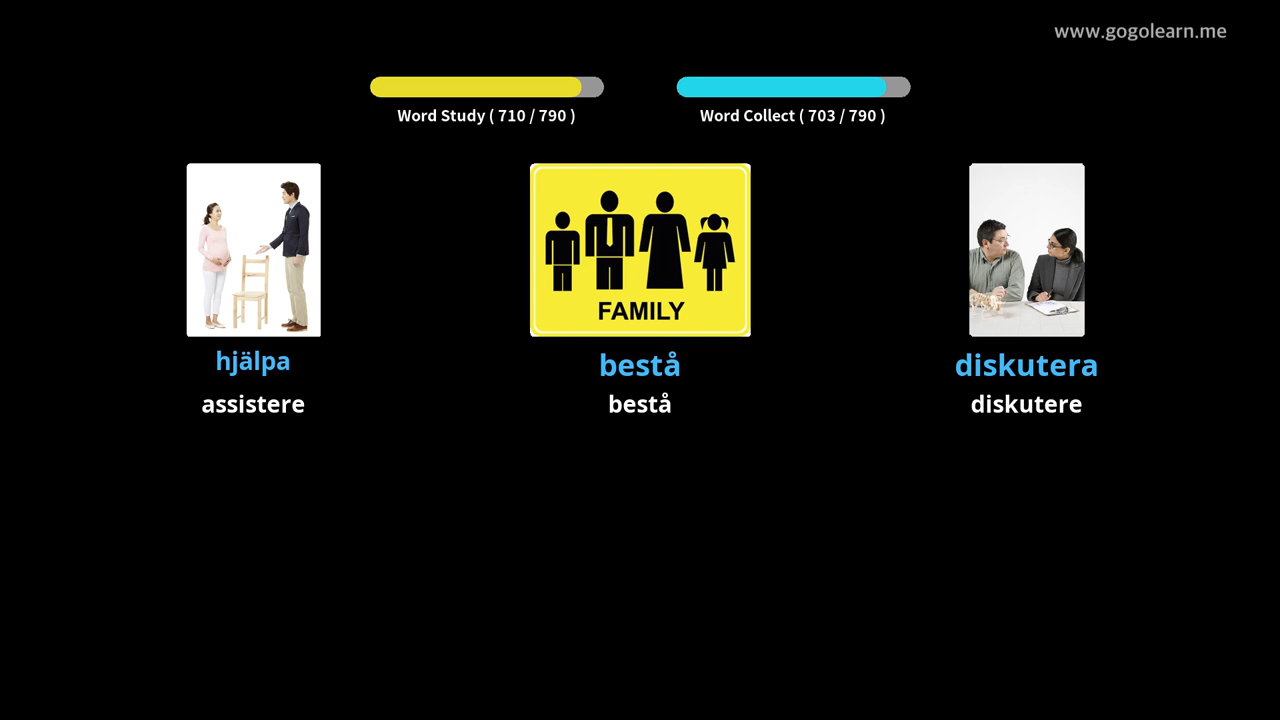 www.gogolearn.me
Word Study ( 710 / 790 )
Word Collect ( 703 / 790 )
FAMILY
hjälpa
bestå
diskutera
assistere
bestå
diskutere